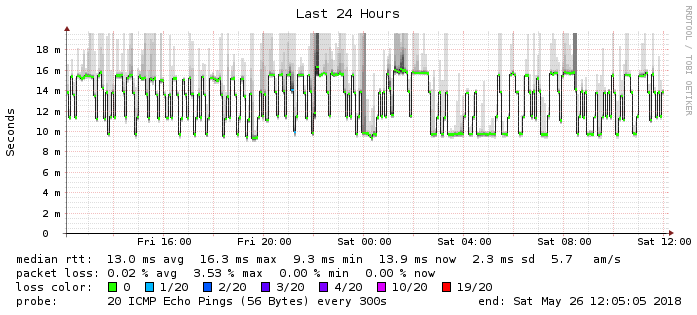 Last 24 Hours
RRDTOOL / TOBI OETIKER
Seconds
18 m
16 m
14 m
12 m
10 m
8 m
6 m
4 m
2 m
0
Fri 16:00 Fri 20:00 Sat 00:00 Sat 04:00 Sat 08:00 Sat 12:00
median rtt: 13.0 ms avg 16.3 ms max 9.3 ms min 13.9 ms now 2.3 ms sd 5.7 am/s
packet loss: 0.02 % avg 3.53 % max 0.00 % min 0.00 % now
loss color: 0 1/20 2/20 3/20 4/20 10/20 19/20
probe: 20 ICMP Echo Pings (56 Bytes) every 300s end: Sat May 26 12:05:05 2018